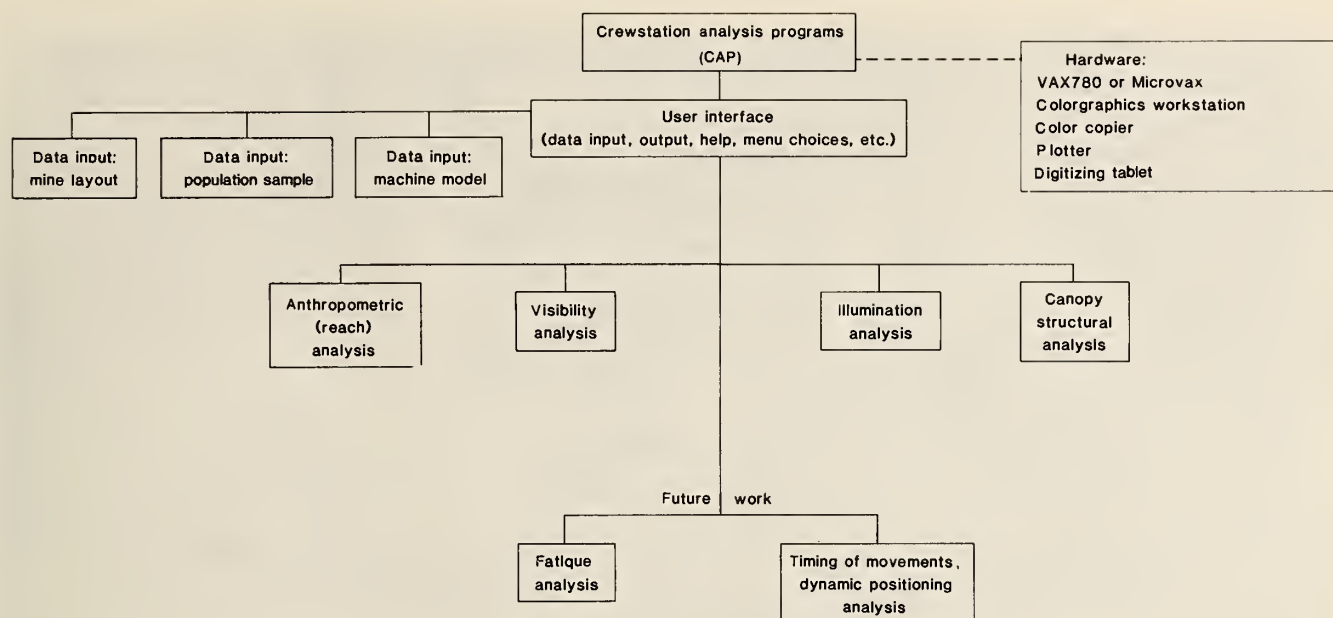 Crewstation analysis programs
(CAP)
Hardware:
VAX780 or Microvax
Colorgraphics workstation
Color copier
Plotter
Digitizing tablet
User interface
(data input, output, help, menu choices, etc.)
Data input:
mine layout
Data input:
population sample
Data input:
machine model
Anthropometric
(reach)
analysis
Visibility
analysis
Illumination
analysis
Canopy
structural
analysis
Future work
Fatigue
analysis
Timing of movements,
dynamic positioning
analysis